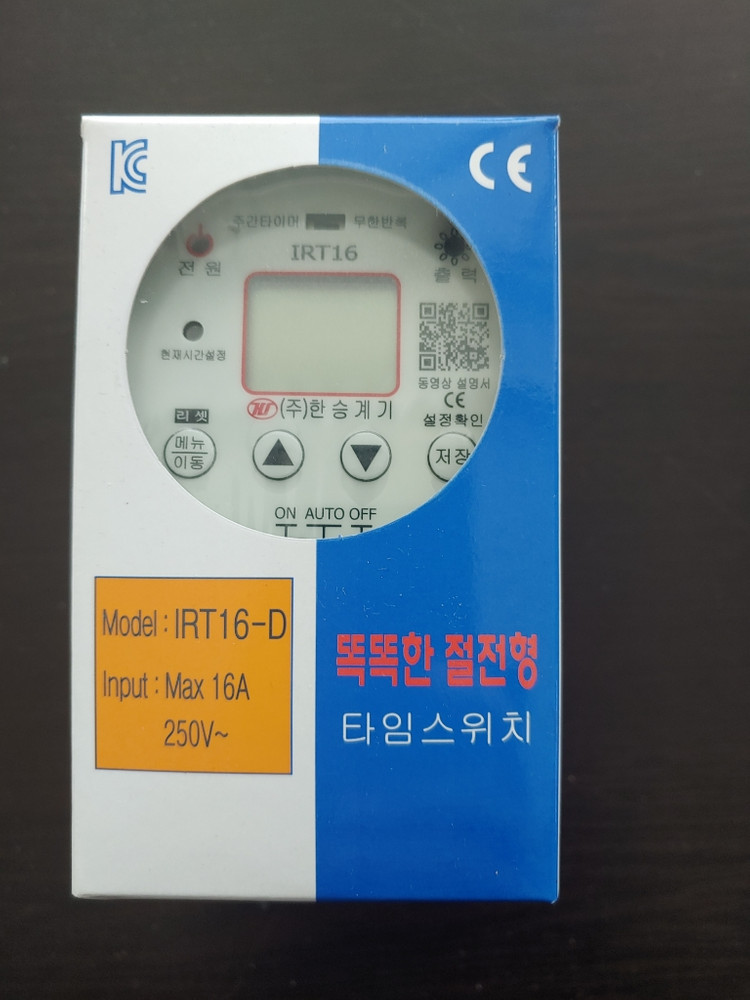 KC
CE
주간타이머 무한반복
IRT16
전원
출력
현재시간설정
동영상 설명서
CE
(주)한승계기
리셋
설정확인
메뉴
이동
▲
▼
저장
ON AUTO OFF
Model : IRT16-D
Input : Max 16A
250V~
똑똑한 절전형
타임스위치